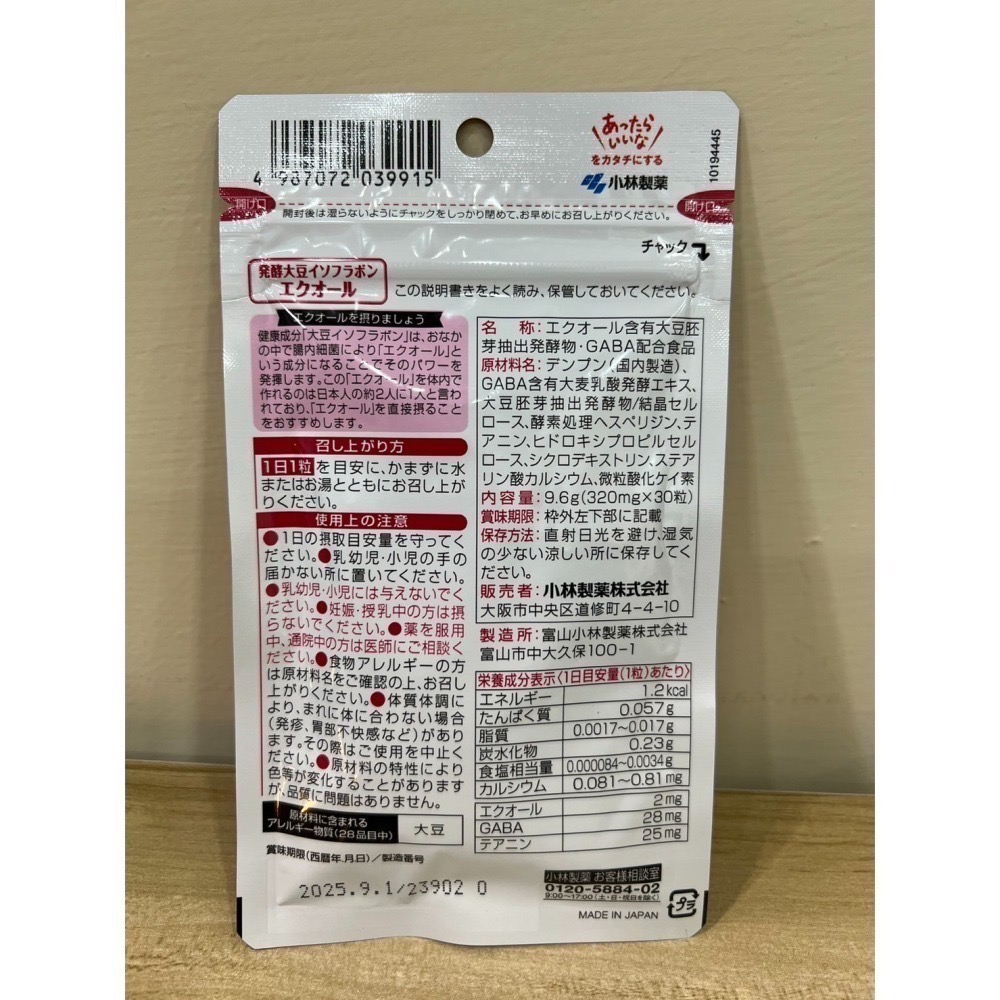 あったら
いいな
をカタチにする
小林製薬
10194445
4 987072 039915
開け口
開け口
開封後は湿らないようにチャックをしっかり閉めて、お早めにお召し上がりください。
チャック
発酵大豆イソフラボン
エクオール
この説明書きをよく読み、保管しておいてください。
エクオールを摂りましょう
健康成分「大豆イソフラボン」は、おなか
の中で腸内細菌により「エクオール」と
いう成分になることでそのパワーを
発揮します。この「エクオール」を体内で
作れるのは日本人の約2人に1人と言わ
れており、「エクオール」を直接摂ること
をおすすめします。
召し上がり方
1日1粒を目安に、かまずに水
またはお湯とともにお召し上が
りください。
使用上の注意
●1日の摂取目安量を守ってく
ださい。●乳幼児・小児の手の
届かない所に置いてください。
●乳幼児・小児には与えないでく
ださい。●妊娠・授乳中の方は摂
らないでください。●薬を服用
中、通院中の方は医師にご相談く
ださい。●食物アレルギーの方
は原材料名をご確認の上、お召し
上がりください。●体質体調に
より、まれに体に合わない場合
(発疹、胃部不快感など)があり
ます。その際はご使用を中止く
ださい。●原材料の特性により
色等が変化することがあります
が、品質に問題はありません。
原材料に含まれる
アレルギー物質(28品目中)
大豆
賞味期限(西暦年.月.日)/製造番号
2025.9.1/23902 0
名 称:エクオール含有大豆胚
芽抽出発酵物・GABA配合食品
原材料名:デンプン(国内製造)、
GABA含有大麦乳酸発酵エキス、
大豆胚芽抽出発酵物/結晶セル
ロース、酵素処理ヘスペリジン、テ
アニン、ヒドロキシプロピルセル
ロース、シクロデキストリン、ステア
リン酸カルシウム、微粒酸化ケイ素
内容量:9.6g(320mg×30粒)
賞味期限:枠外左下部に記載
保存方法:直射日光を避け、湿気
の少ない涼しい所に保存してく
ださい。
販売者:小林製薬株式会社
大阪市中央区道修町4-4-10
製造所:富山小林製薬株式会社
富山市中大久保100-1
栄養成分表示〈1日目安量(1粒)あたり〉
エネルギー 1.2kcal
たんぱく質 0.057g
脂質 0.0017~0.017g
炭水化物 0.23g
食塩相当量 0.000084~0.0034g
カルシウム 0.081~0.81mg
エクオール 2mg
GABA 28mg
テアニン 25mg
小林製薬 お客様相談室
0120-5884-02
9:00~17:00(土・日・祝日を除く)
プラ
MADE IN JAPAN